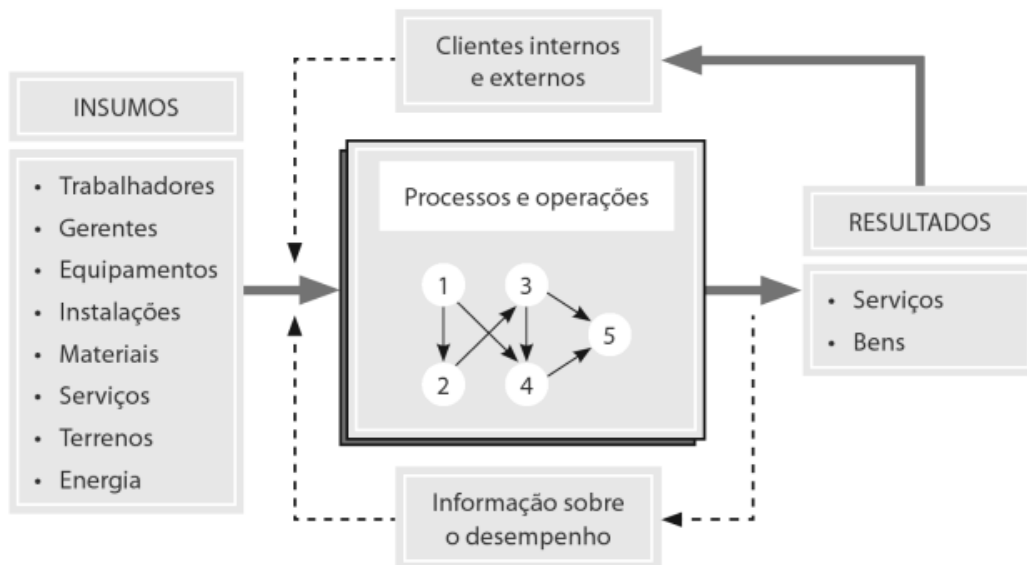 INSUMOS
• Trabalhadores
• Gerentes
• Equipamentos
• Instalações
• Materiais
• Serviços
• Terrenos
• Energia
Clientes internos
e externos
Processos e operações
1
3
5
2
4
Informação sobre
o desempenho
RESULTADOS
• Serviços
• Bens